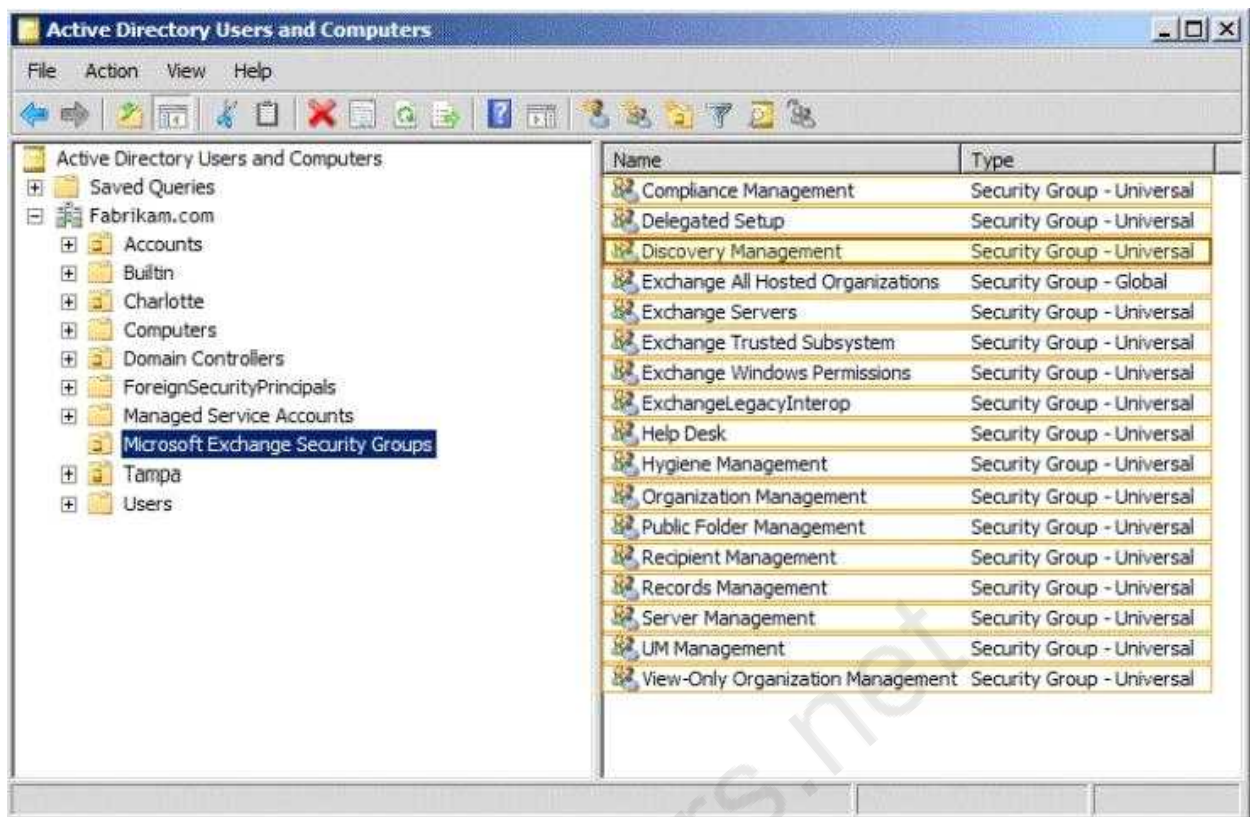 Active Directory Users and Computers
File Action View Help
Active Directory Users and Computers
Saved Queries
Fabrikam.com
Accounts
Builtin
Charlotte
Computers
Domain Controllers
ForeignSecurityPrincipals
Managed Service Accounts
Microsoft Exchange Security Groups
Tampa
Users
Name Type
Compliance Management Security Group - Universal
Delegated Setup Security Group - Universal
Discovery Management Security Group - Universal
Exchange All Hosted Organizations Security Group - Global
Exchange Servers Security Group - Universal
Exchange Trusted Subsystem Security Group - Universal
Exchange Windows Permissions Security Group - Universal
ExchangeLegacyInterop Security Group - Universal
Help Desk Security Group - Universal
Hygiene Management Security Group - Universal
Organization Management Security Group - Universal
Public Folder Management Security Group - Universal
Recipient Management Security Group - Universal
Records Management Security Group - Universal
Server Management Security Group - Universal
UM Management Security Group - Universal
View-Only Organization Management Security Group - Universal
rs.net